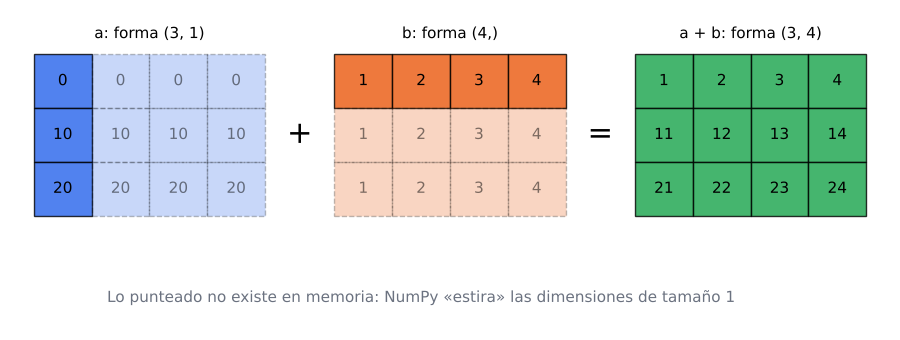 a: forma (3, 1)
b: forma (4,)
a + b: forma (3, 4)
0 0 0 0
1 2 3 4
1 2 3 4
10 10 10 10
+
1 2 3 4
=
11 12 13 14
20 20 20 20
1 2 3 4
21 22 23 24
Lo punteado no existe en memoria: NumPy «estira» las dimensiones de tamaño 1